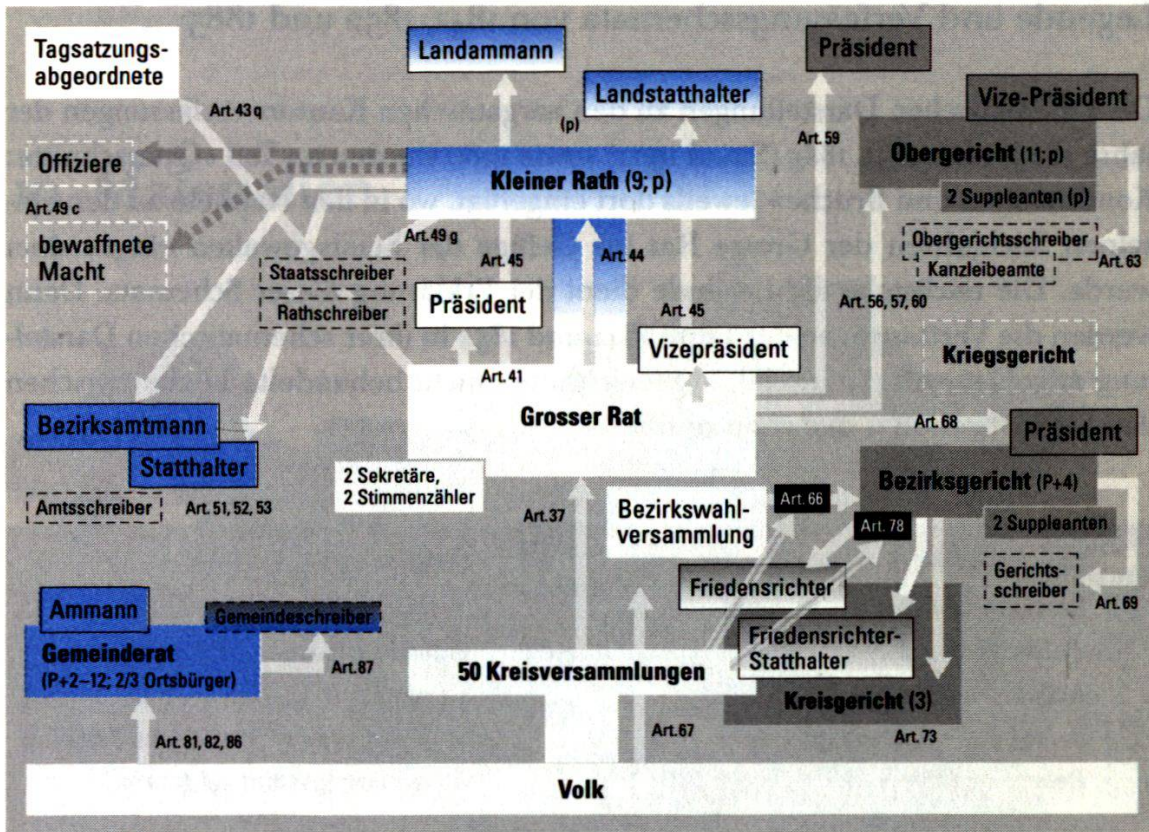 Tagsatzungs-
abgeordnete
Landammann
Präsident
Landstatthalter
Vize-Präsident
Art. 43 q
(p)
Art. 59
Obergericht (11; p)
Offiziere
Kleiner Rath (9; p)
2 Suppleanten (p)
Art. 49 c
bewaffnete
Macht
Art. 49 g
Art. 44
Obergerichtsschreiber
Kanzleibeamte
Art. 63
Staatsschreiber
Rathschreiber
Art. 45
Präsident
Art. 45
Art. 56, 57, 60
Vizepräsident
Kriegsgericht
Art. 41
Grosser Rat
Art. 68
Präsident
Bezirksamtmann
Statthalter
Amtsschreiber
Art. 51, 52, 53
2 Sekretäre,
2 Stimmenzähler
Art. 37
Bezirkswahl-
versammlung
Art. 66
Art. 78
Bezirksgericht (P+4)
2 Suppleanten
Gerichts-
schreiber
Art. 69
Friedensrichter
Friedensrichter-
Statthalter
Ammann
Gemeindeschreiber
Gemeinderat
(P+2–12; 2/3 Ortsbürger)
Art. 87
50 Kreisversammlungen
Kreisgericht (3)
Art. 81, 82, 86
Art. 67
Art. 73
Volk